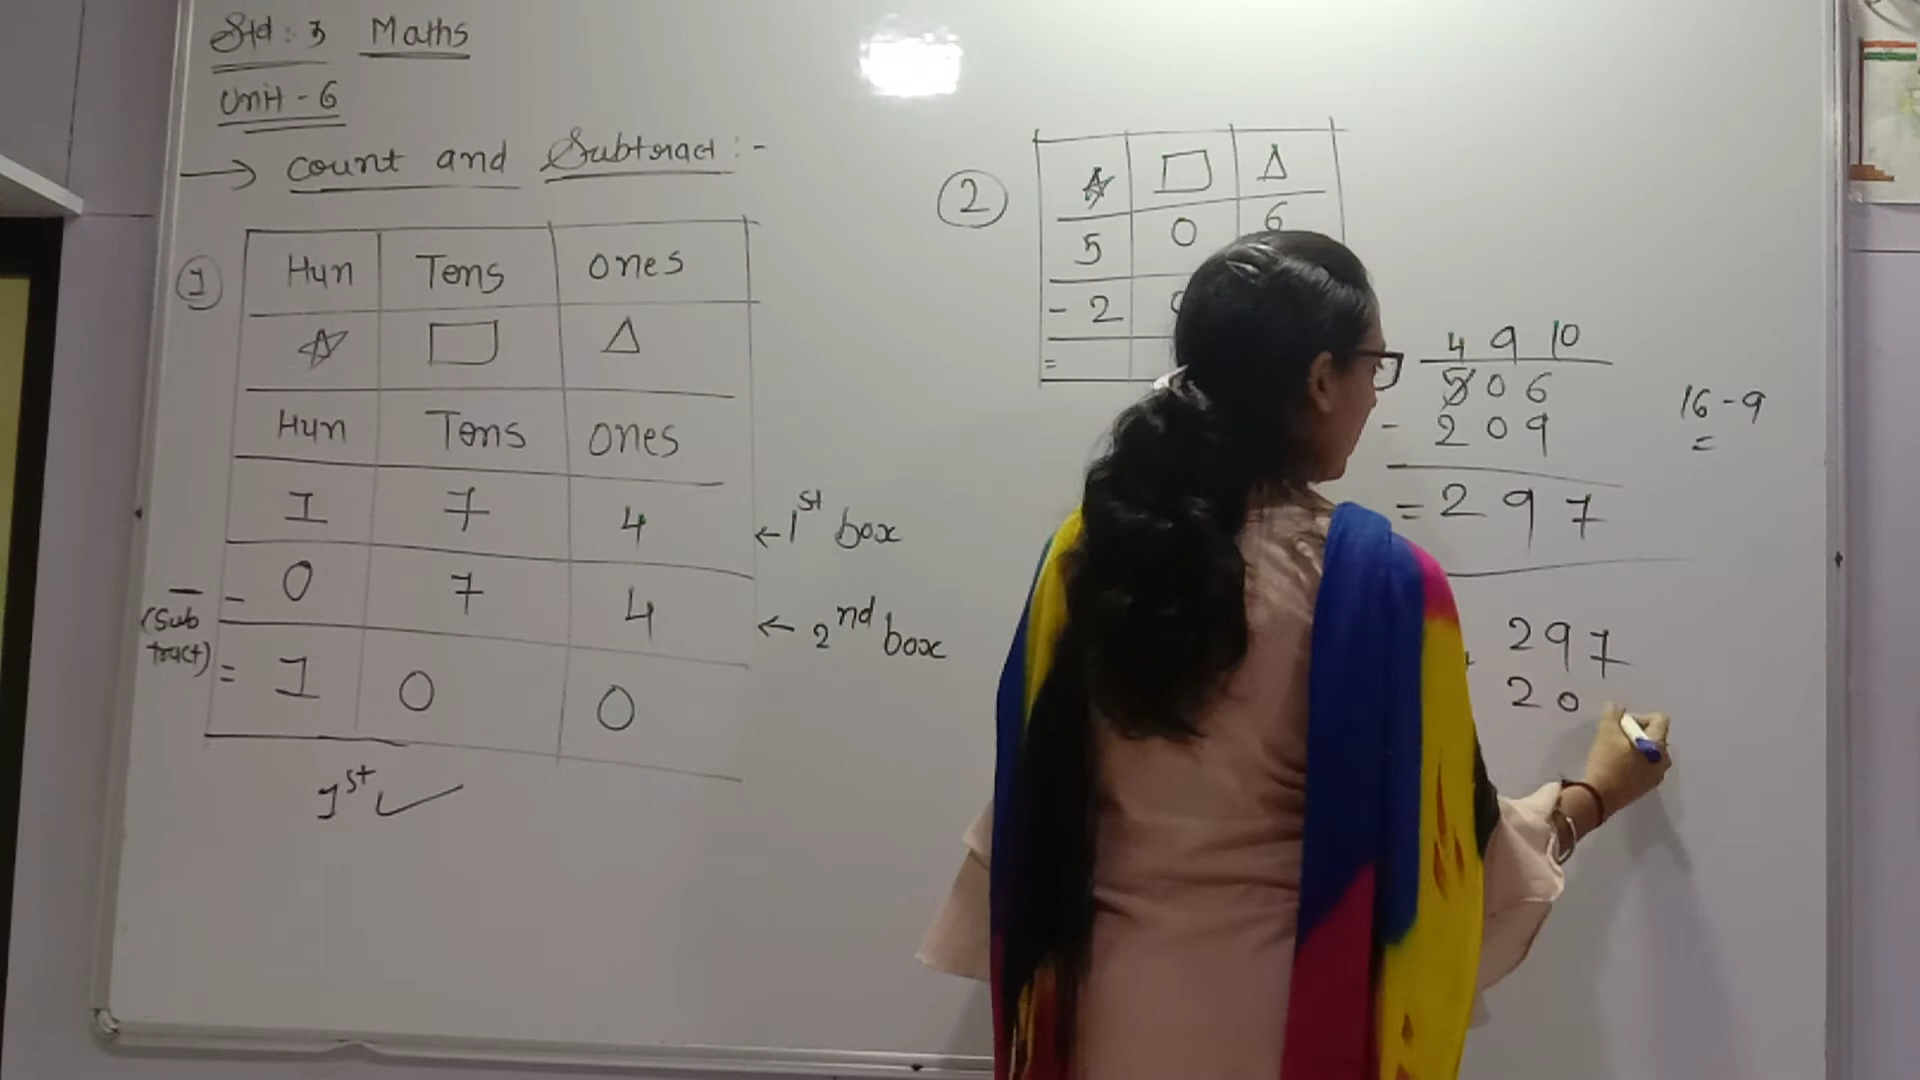 Std : 3 Maths
Unit - 6
→ count and Subtract :-
1
Hun Tens ones
Hun Tens ones
1 7 4 ← 1st box
- 0 7 4 ← 2nd box
(Sub
tract)
= 1 0 0
1st ✓
2
5 0 6
- 2
=
4 9 10
5 0 6
- 2 0 9
= 2 9 7
16 - 9
=
2 9 7
2 0